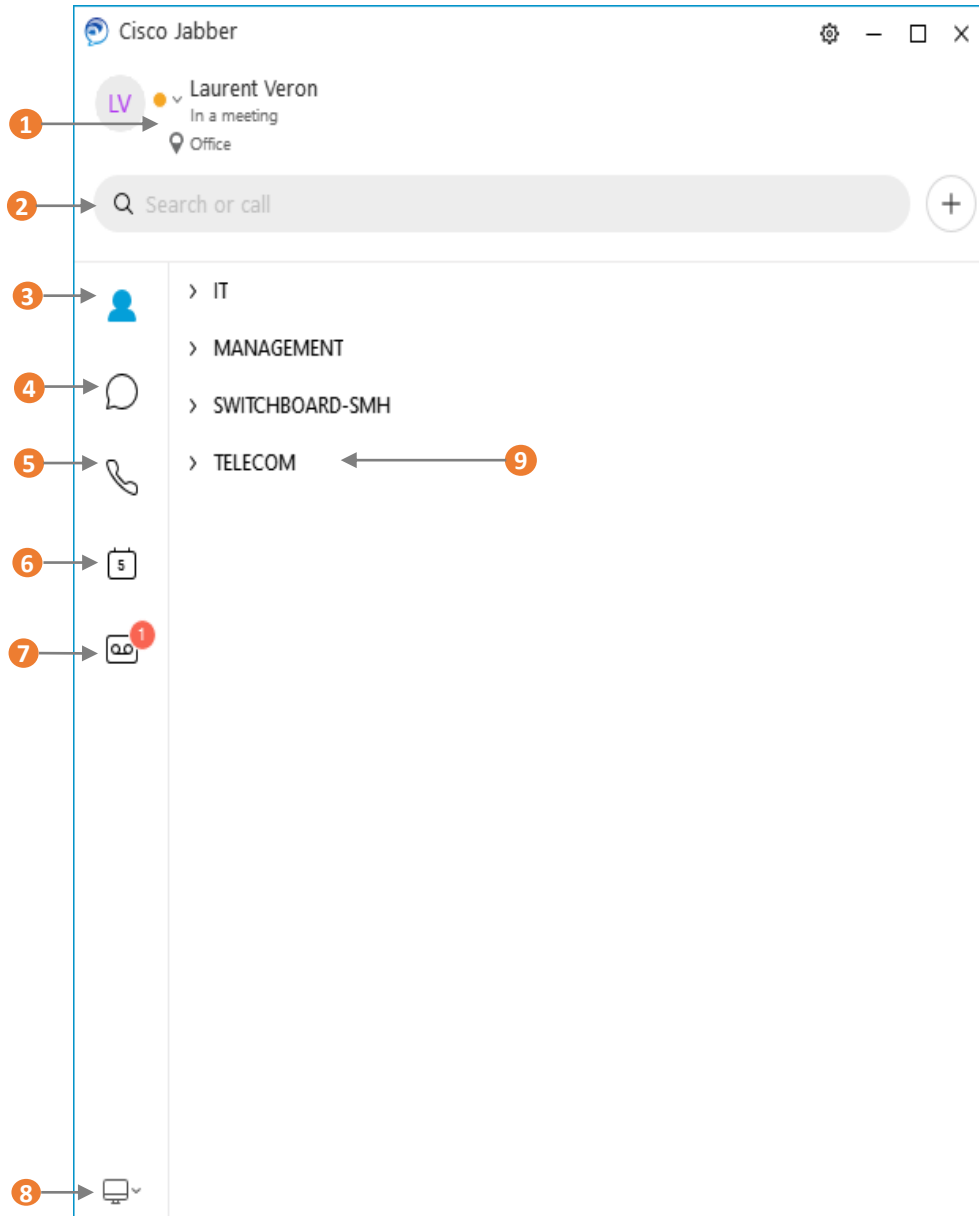 Cisco Jabber
LV
Laurent Veron
In a meeting
1
Office
2
Search or call
3
IT
MANAGEMENT
4
SWITCHBOARD-SMH
5
TELECOM
9
6
5
7
1
8